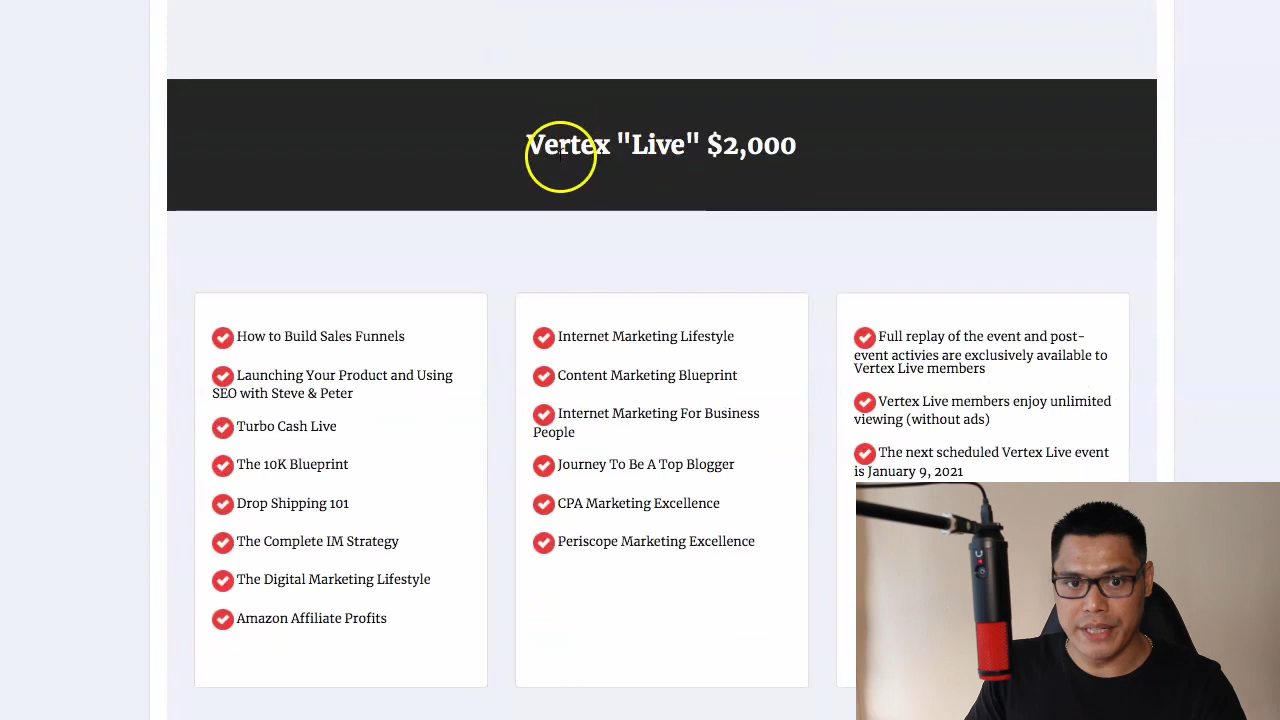 Vertex "Live" $2,000
How to Build Sales Funnels
Launching Your Product and Using
SEO with Steve & Peter
Turbo Cash Live
The 10K Blueprint
Drop Shipping 101
The Complete IM Strategy
The Digital Marketing Lifestyle
Amazon Affiliate Profits
Internet Marketing Lifestyle
Content Marketing Blueprint
Internet Marketing For Business
People
Journey To Be A Top Blogger
CPA Marketing Excellence
Periscope Marketing Excellence
Full replay of the event and post-
event activies are exclusively available to
Vertex Live members
Vertex Live members enjoy unlimited
viewing (without ads)
The next scheduled Vertex Live event
is January 9, 2021